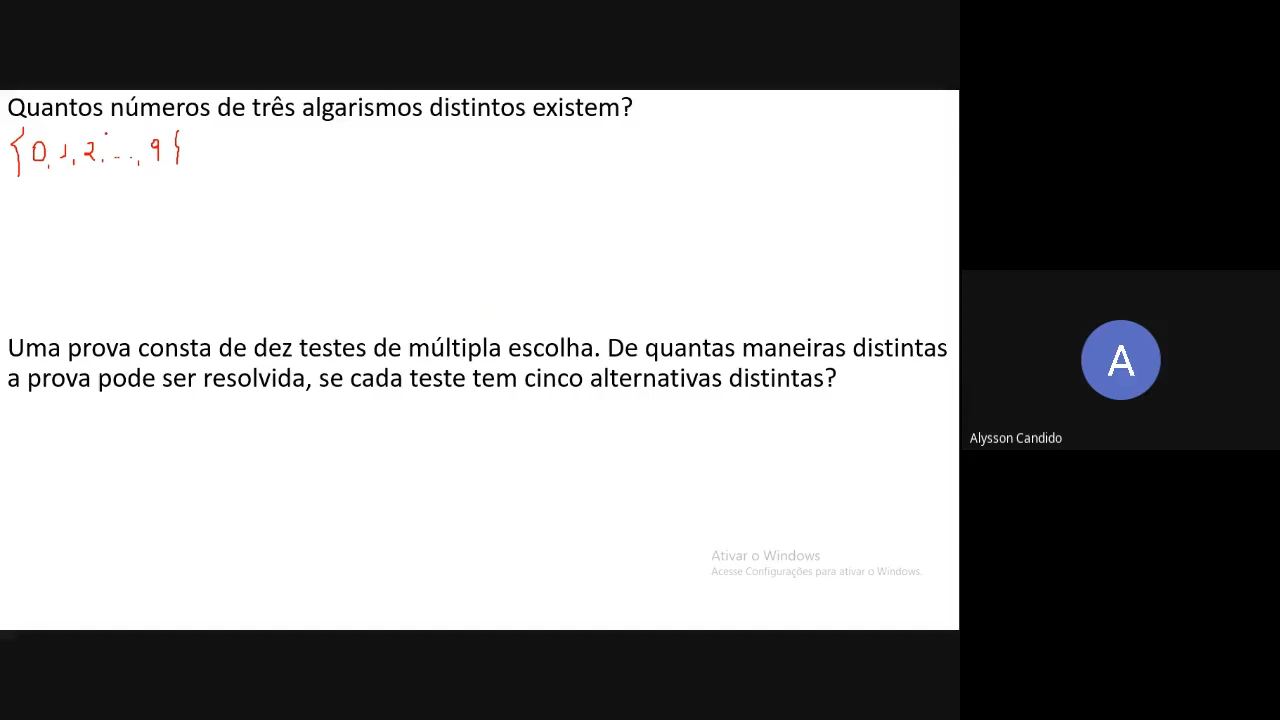 Quantos números de três algarismos distintos existem?
{0, 1, 2, ..., 9}
Uma prova consta de dez testes de múltipla escolha. De quantas maneiras distintas
a prova pode ser resolvida, se cada teste tem cinco alternativas distintas?
A
Alysson Candido
Ativar o Windows
Acesse Configurações para ativar o Windows.